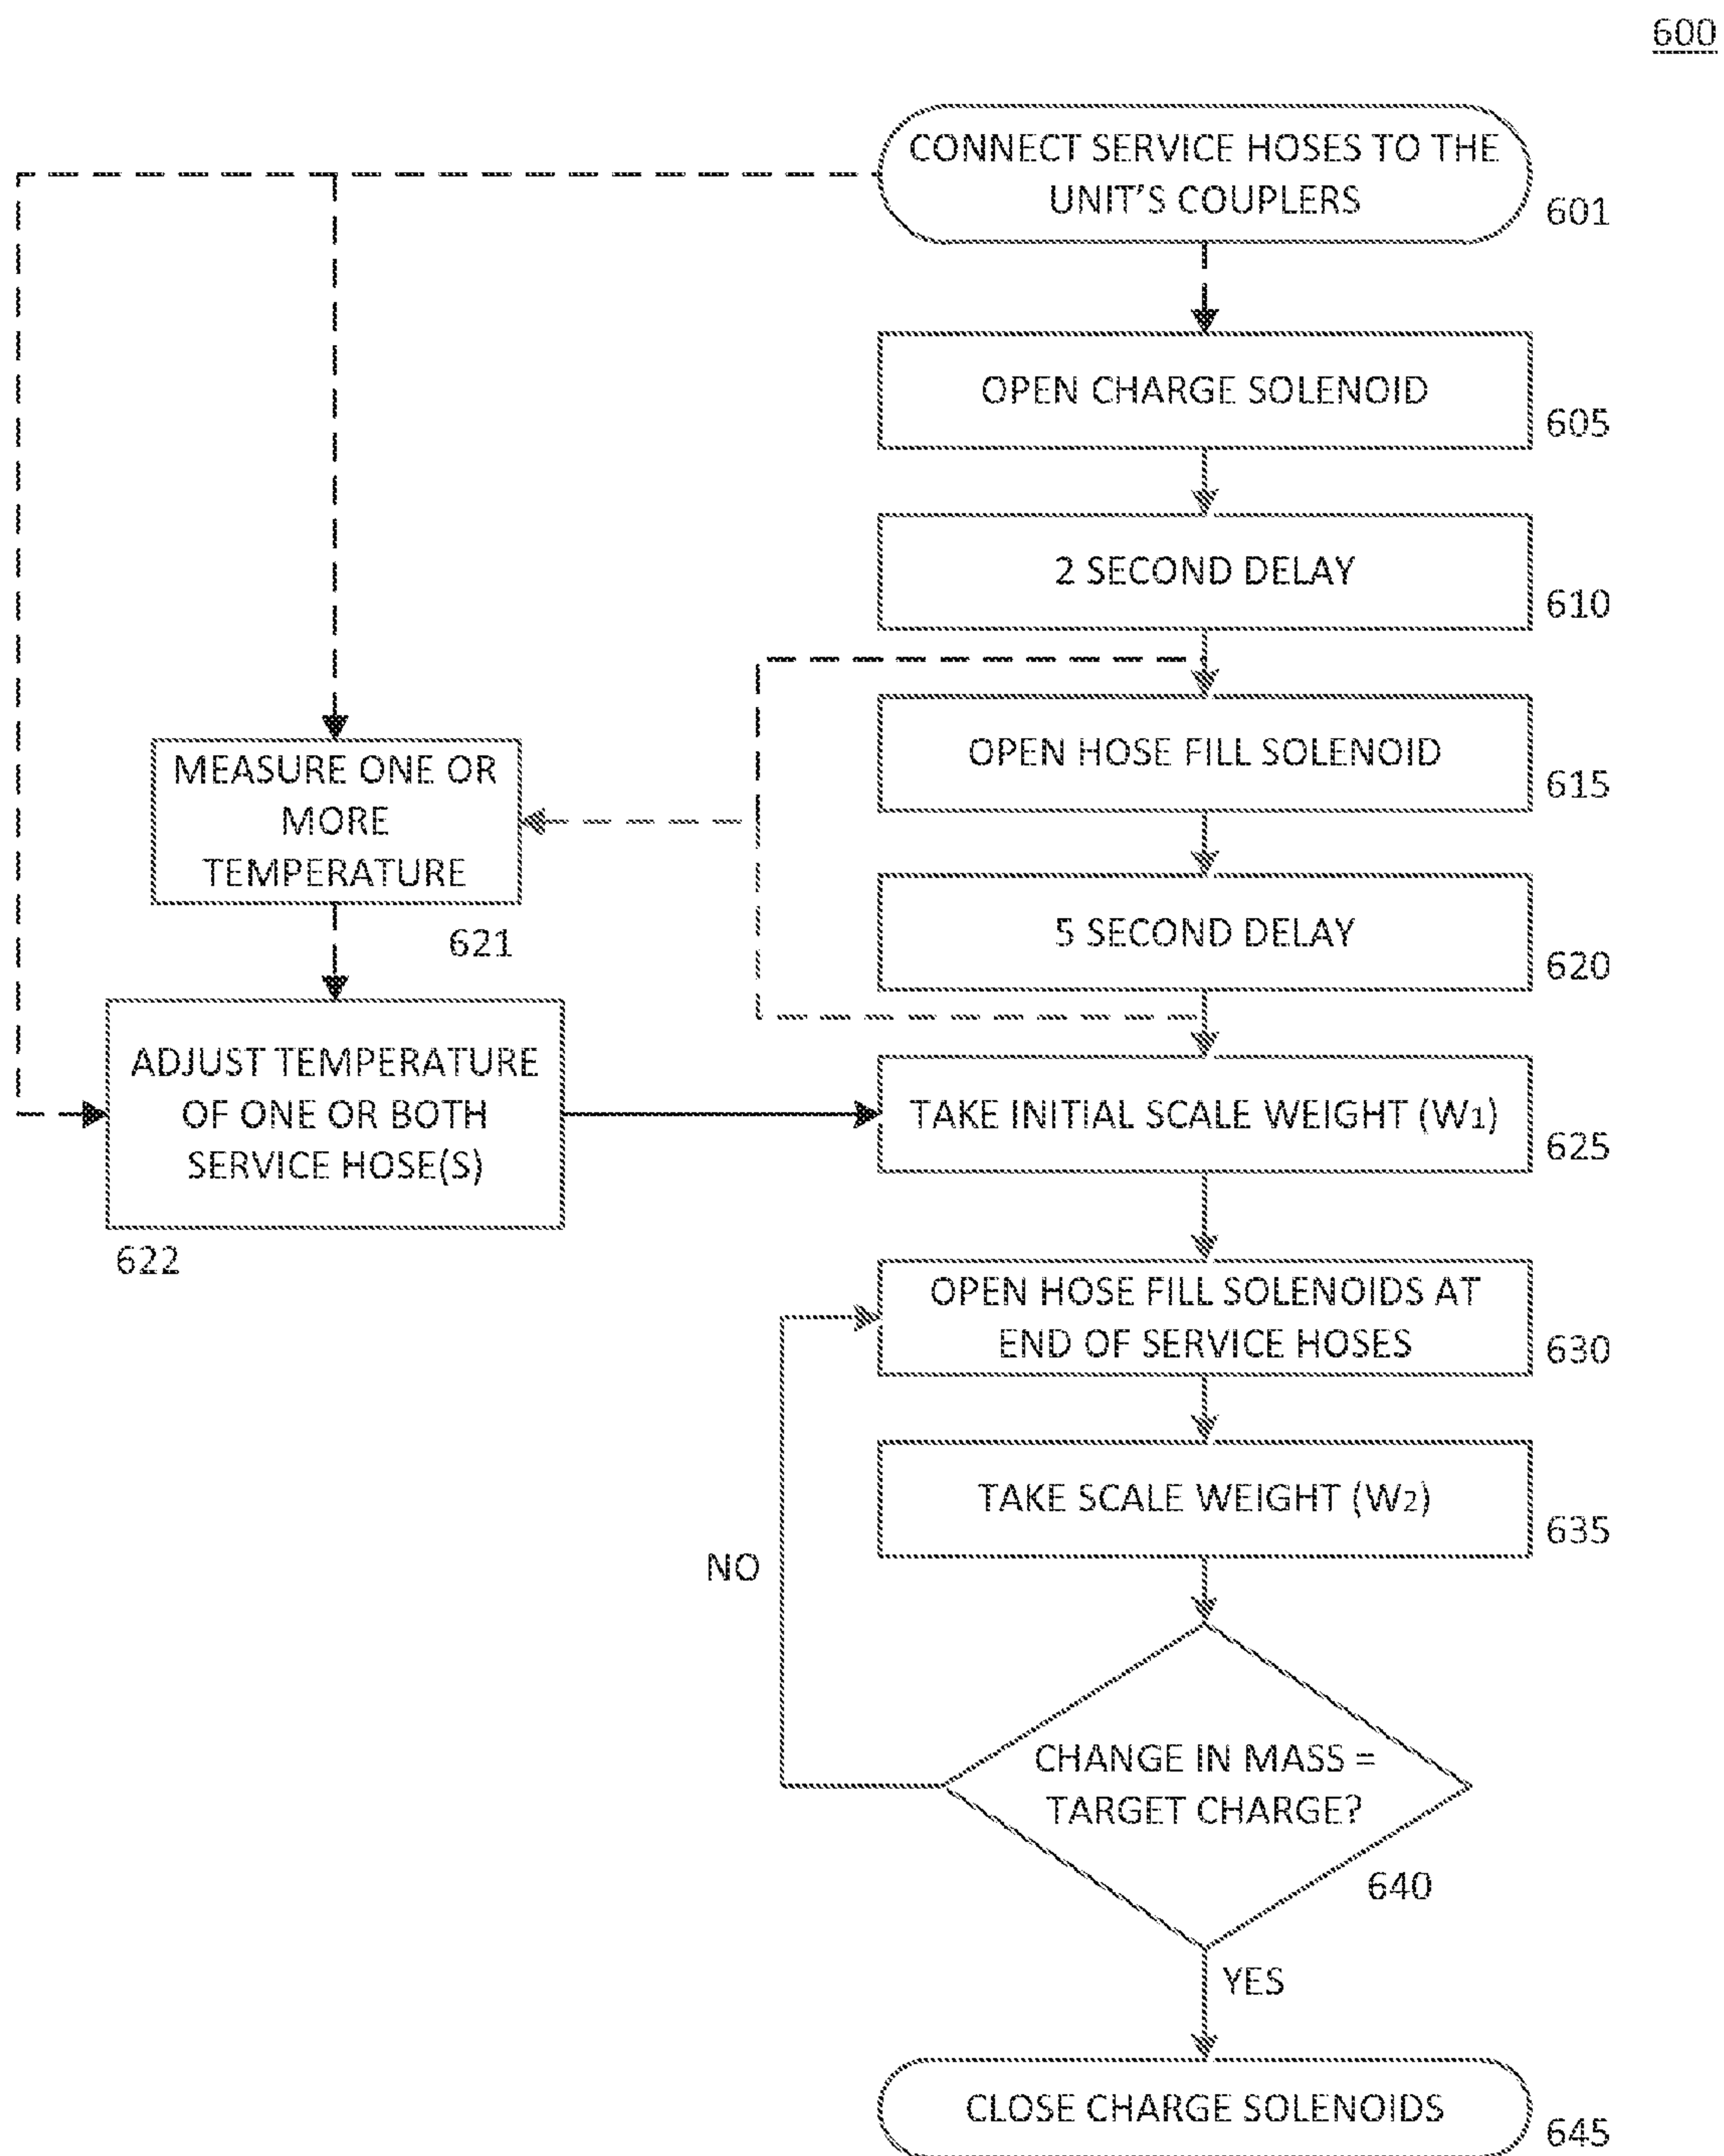 600
CONNECT SERVICE HOSES TO THE
UNIT'S COUPLERS
601
OPEN CHARGE SOLENOID
605
2 SECOND DELAY
610
OPEN HOSE FILL SOLENOID
615
MEASURE ONE OR
MORE
TEMPERATURE
621
5 SECOND DELAY
620
ADJUST TEMPERATURE
OF ONE OR BOTH
SERVICE HOSE(S)
622
TAKE INITIAL SCALE WEIGHT (W1)
625
OPEN HOSE FILL SOLENOIDS AT
END OF SERVICE HOSES
630
TAKE SCALE WEIGHT (W2)
635
NO
CHANGE IN MASS =
TARGET CHARGE?
640
YES
CLOSE CHARGE SOLENOIDS
645